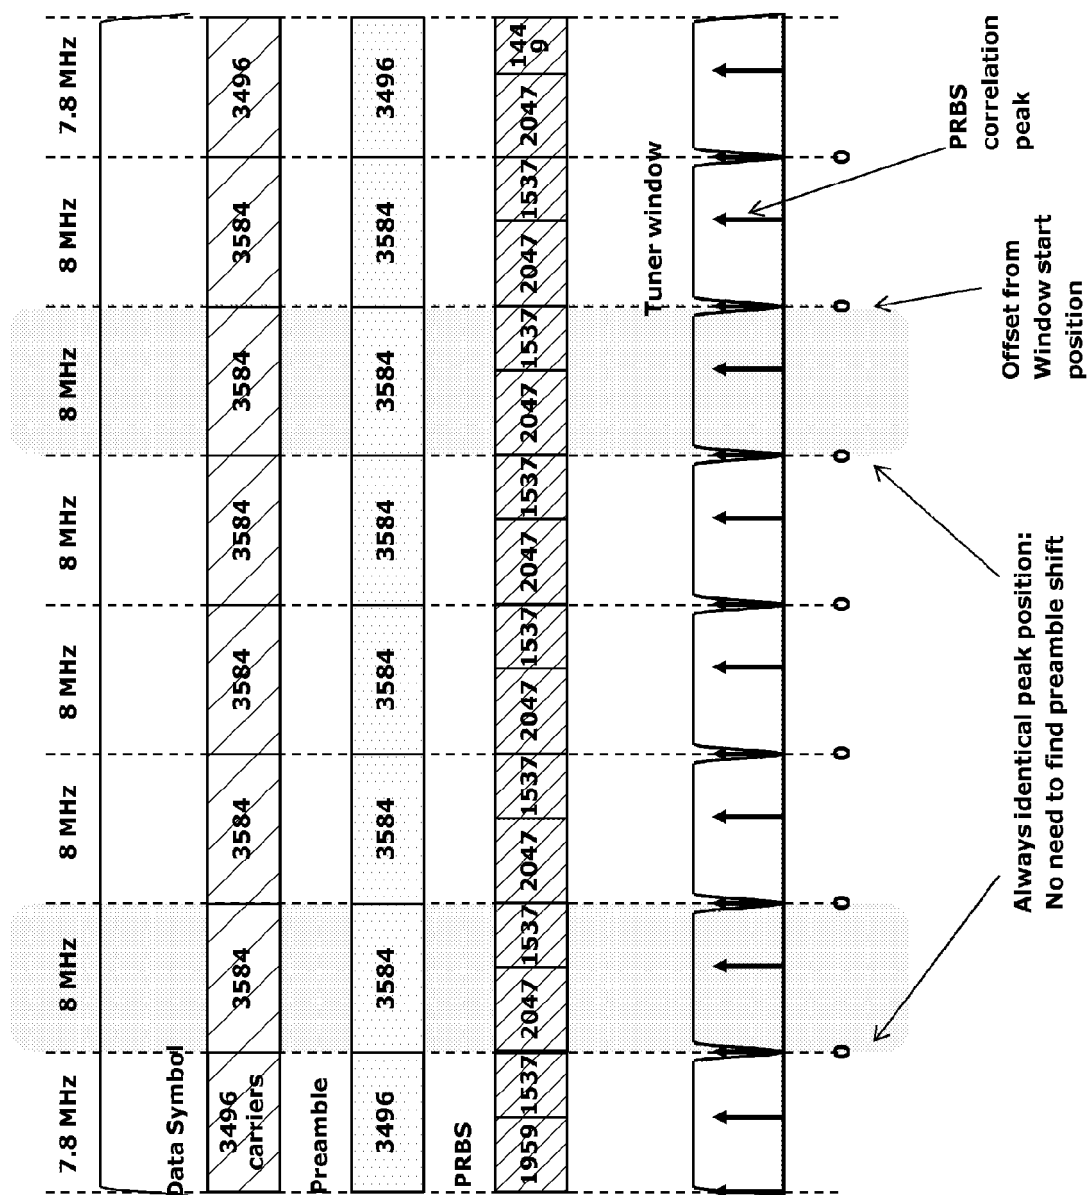 7.8 MHz 8 MHz 8 MHz 8 MHz 8 MHz 8 MHz 8 MHz 7.8 MHz
Data Symbol
3496 3584 3584 3584 3584 3584 3584 3496
carriers
Preamble
3496 3584 3584 3584 3584 3584 3584 3496
PRBS
1959 1537 2047 1537 2047 1537 2047 1537 2047 1537 2047 1537 2047 1537 2047 144
9
Tuner window
0 0 0 0 0 0 0
PRBS
correlation
peak
Offset from
Window start
position
Always identical peak position:
No need to find preamble shift